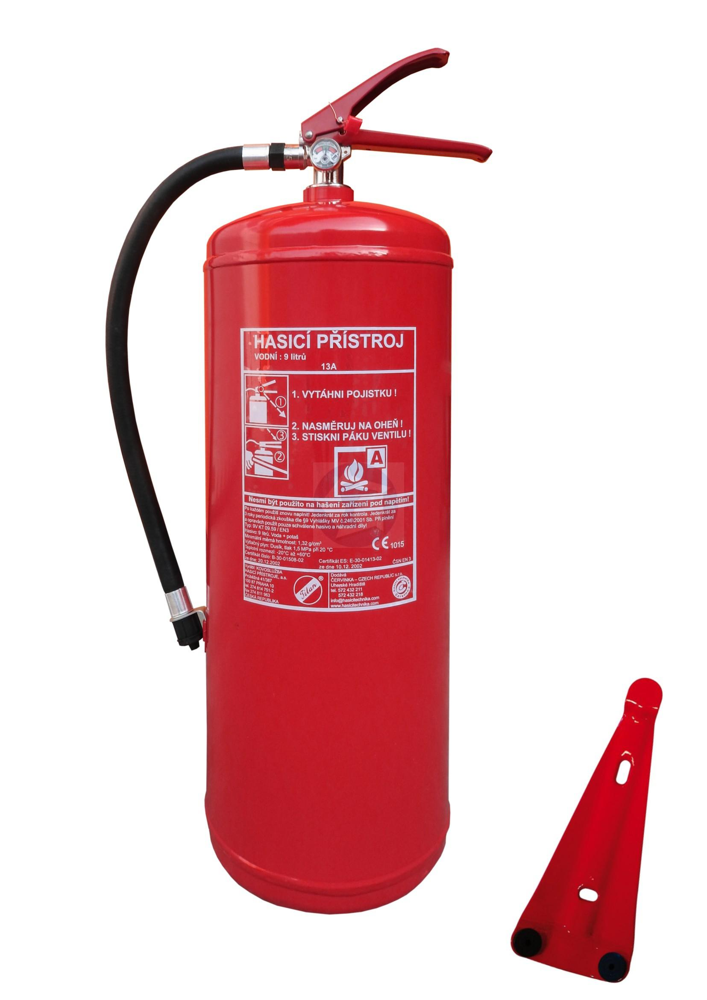 HASICÍ PŘÍSTROJ
VODNÍ : 9 litrů
13A
1
1. VYTÁHNI POJISTKU !
2. NASMĚRUJ NA OHEŇ !
3
3. STISKNI PÁKU VENTILU !
2
A
Nesmí být použito na hašení zařízení pod napětím!
Po každém použití znovu naplnit! Jedenkrát za rok kontrola. Jedenkrát za
3 roky periodická zkouška dle §9 Vyhlášky MV č.246\2001 Sb. Při plnění
a opravách použít pouze schválené hasivo a náhradní díly!
Typ: 9V KT 09.59 / EN3
Hasivo: 9 litrů. Voda + potaš
Minimální měrná hmotnost: 1,32 g/cm³
Výtlačný plyn: Dusík, tlak 1,5 MPa při 20 °C
Teplotní rozmezí: -20°C až +60°C
CE 1015
Certifikát číslo: B-30-01508-02
ze dne: 20.12.2002
Certifikát ES: E-30-01413-02
ze dne 10.12. 2002
ČSN EN 3
Vyrábí: KOVOSLUŽBA
HASICÍ PŘÍSTROJE, a.s.
Průběžná 41/387
100 87 PRAHA 10
tel. 274 814 751-2
fax 274 811 963
ČESKÁ REPUBLIKA
Tilan ®
Dodává
ČERVINKA – CZECH REPUBLIC s.r.o.
Uherské Hradiště
tel. 572 432 211
572 432 218
info@hasicitechnika.com
www.hasicitechnika.com
Hasicí technika
Červinka